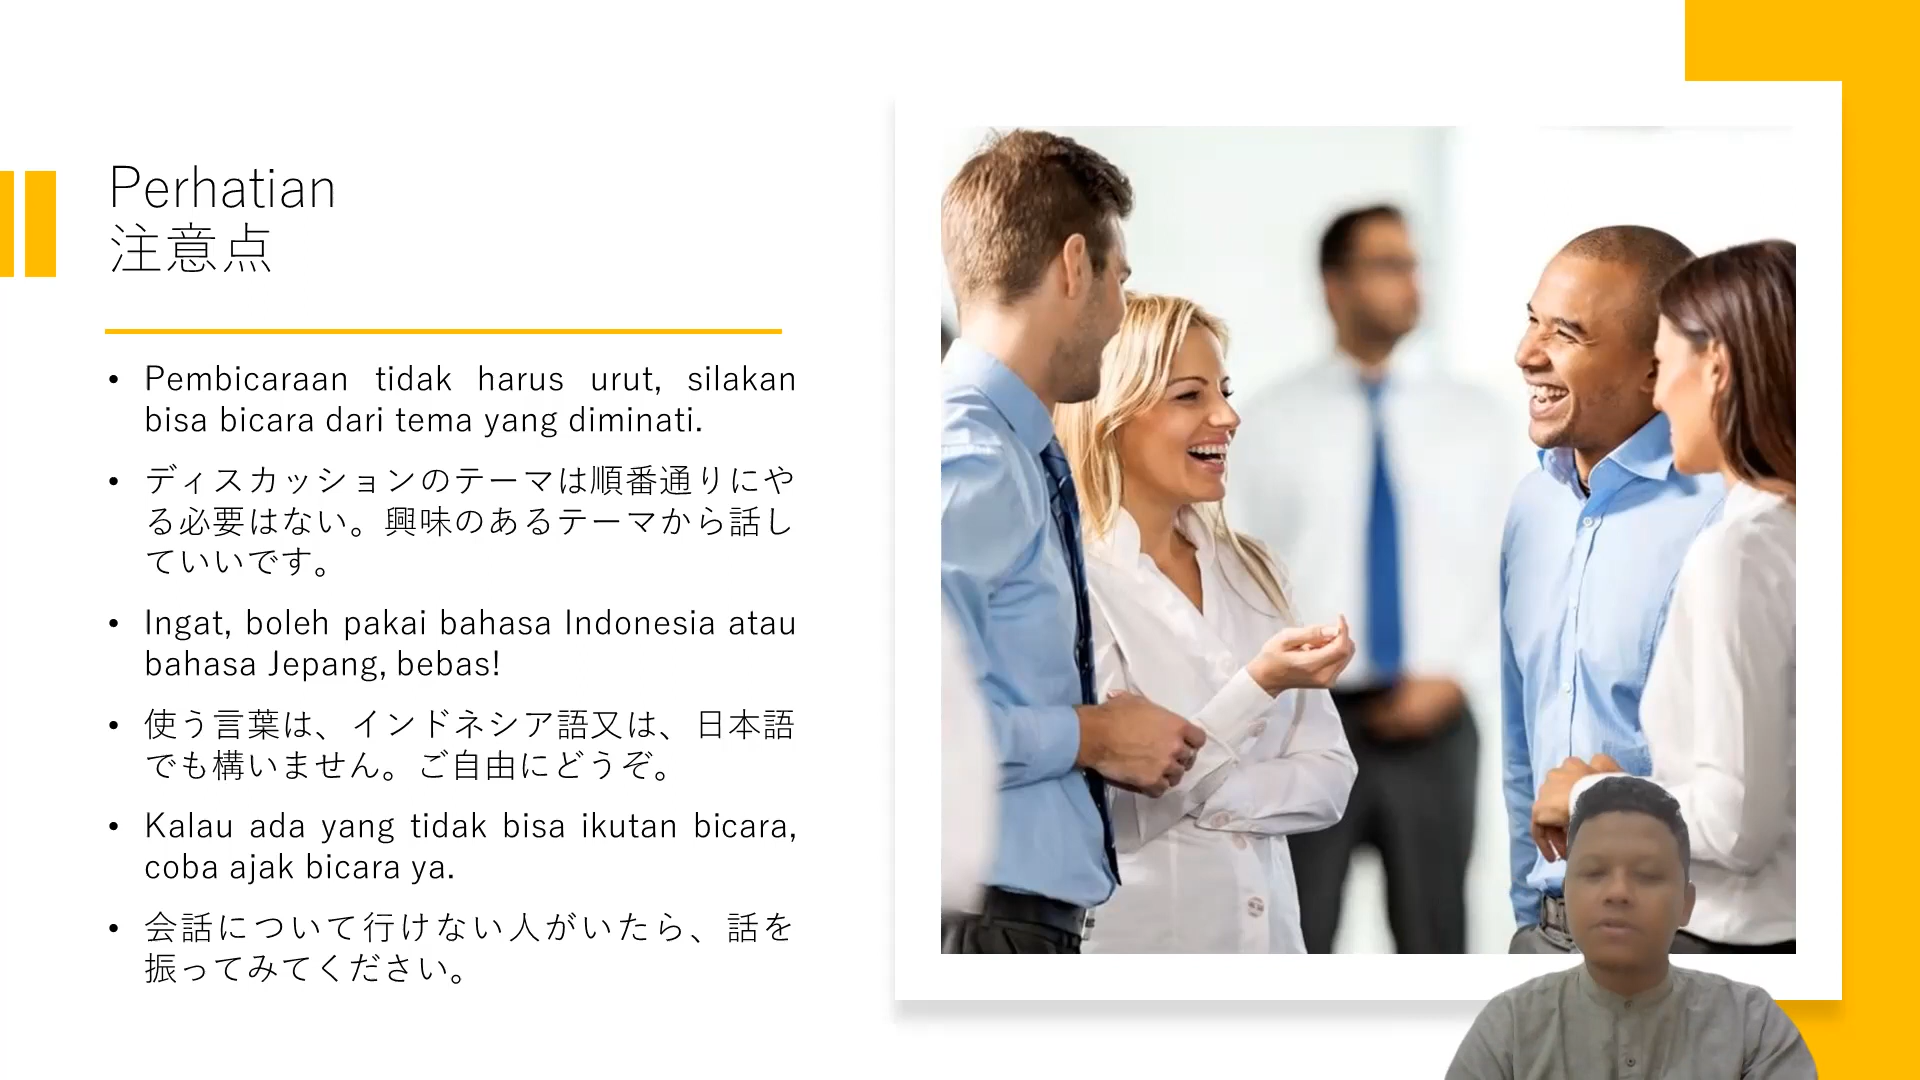 Perhatian
注意点
• Pembicaraan tidak harus urut, silakan
bisa bicara dari tema yang diminati.
• ディスカッションのテーマは順番通りにや
る必要はない。興味のあるテーマから話し
ていいです。
• Ingat, boleh pakai bahasa Indonesia atau
bahasa Jepang, bebas!
• 使う言葉は、インドネシア語又は、日本語
でも構いません。ご自由にどうぞ。
• Kalau ada yang tidak bisa ikutan bicara,
coba ajak bicara ya.
• 会話について行けない人がいたら、話を
振ってみてください。